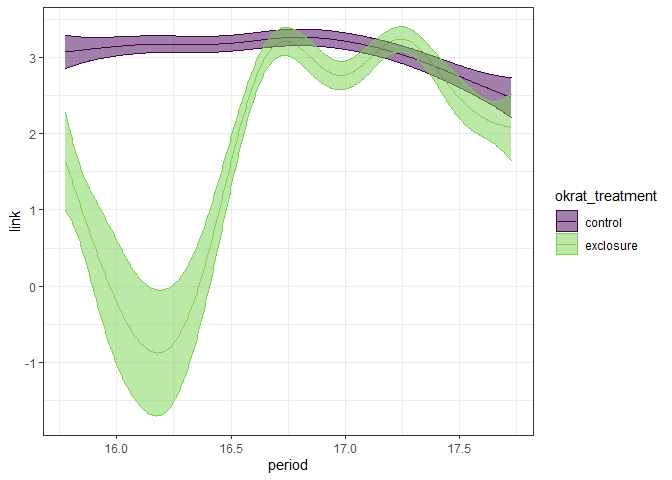 3
2
1
0
-1
link
16.0
16.5
17.0
17.5
period
okrat_treatment
control
exclosure